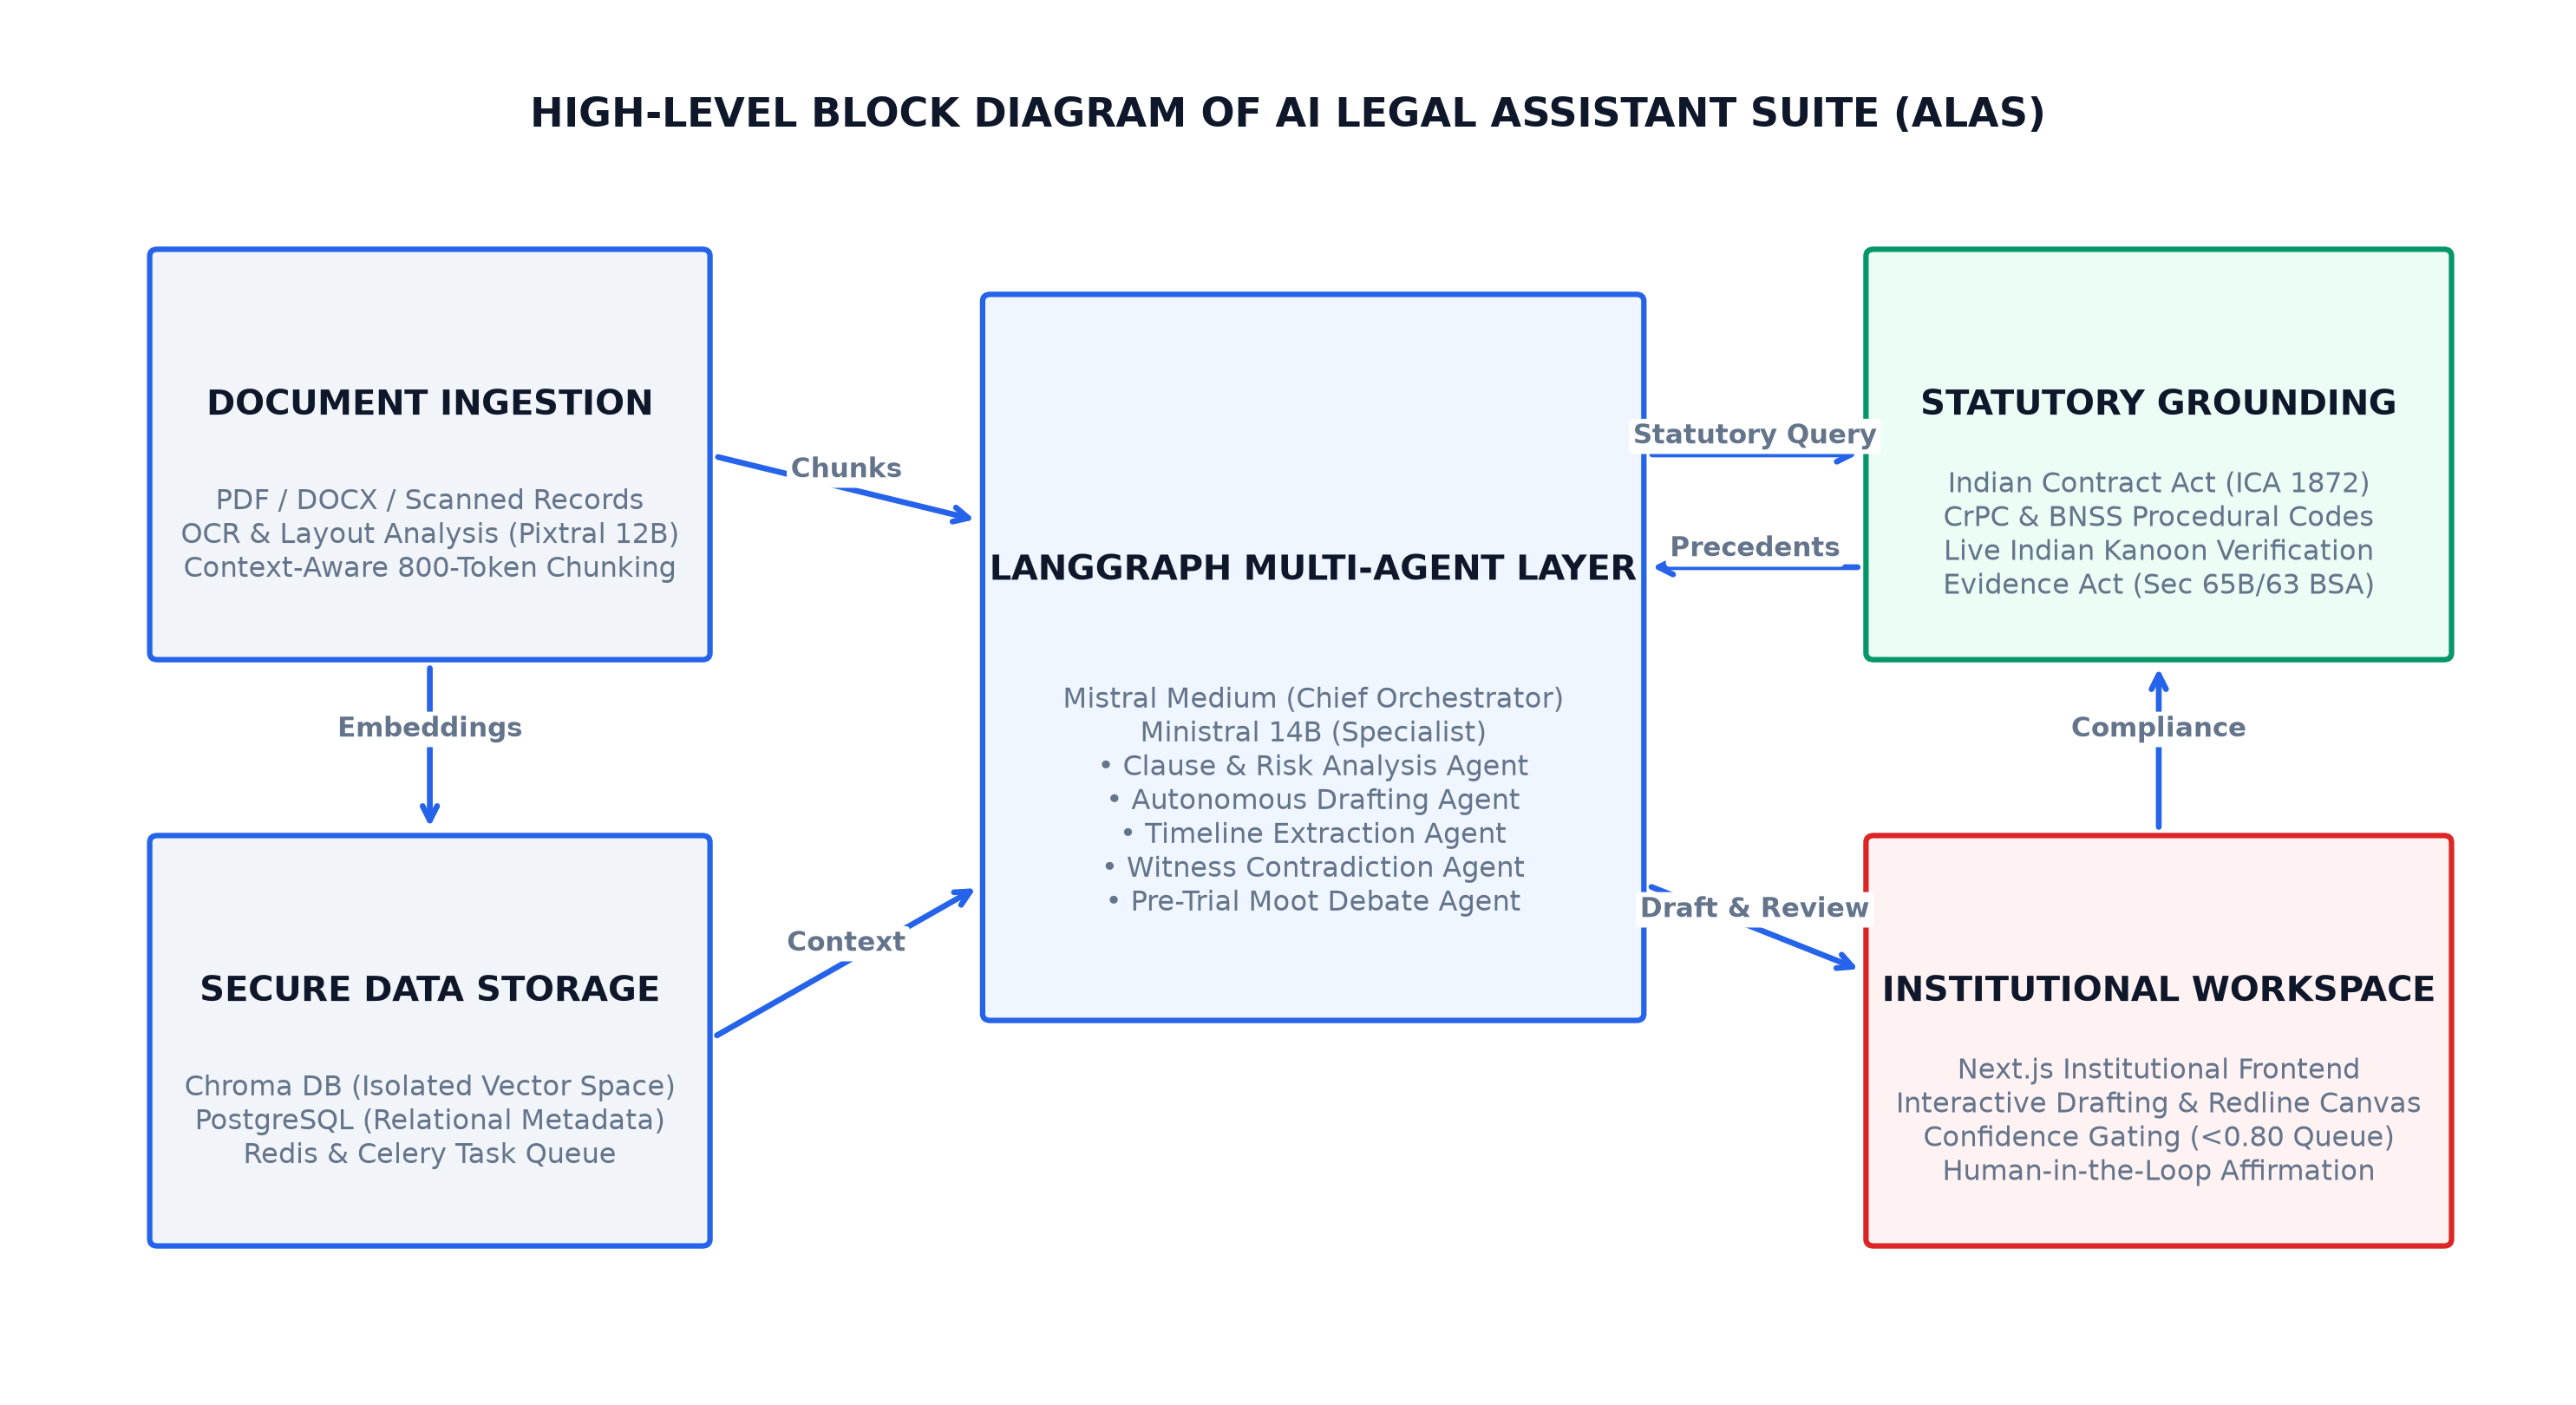 HIGH-LEVEL BLOCK DIAGRAM OF AI LEGAL ASSISTANT SUITE (ALAS)
DOCUMENT INGESTION
PDF / DOCX / Scanned Records
OCR & Layout Analysis (Pixtral 12B)
Context-Aware 800-Token Chunking
Chunks
Embeddings
SECURE DATA STORAGE
Chroma DB (Isolated Vector Space)
PostgreSQL (Relational Metadata)
Redis & Celery Task Queue
Context
LANGGRAPH MULTI-AGENT LAYER
Mistral Medium (Chief Orchestrator)
Ministral 14B (Specialist)
• Clause & Risk Analysis Agent
• Autonomous Drafting Agent
• Timeline Extraction Agent
• Witness Contradiction Agent
• Pre-Trial Moot Debate Agent
Statutory Query
Precedents
Draft & Review
STATUTORY GROUNDING
Indian Contract Act (ICA 1872)
CrPC & BNSS Procedural Codes
Live Indian Kanoon Verification
Evidence Act (Sec 65B/63 BSA)
Compliance
INSTITUTIONAL WORKSPACE
Next.js Institutional Frontend
Interactive Drafting & Redline Canvas
Confidence Gating (<0.80 Queue)
Human-in-the-Loop Affirmation